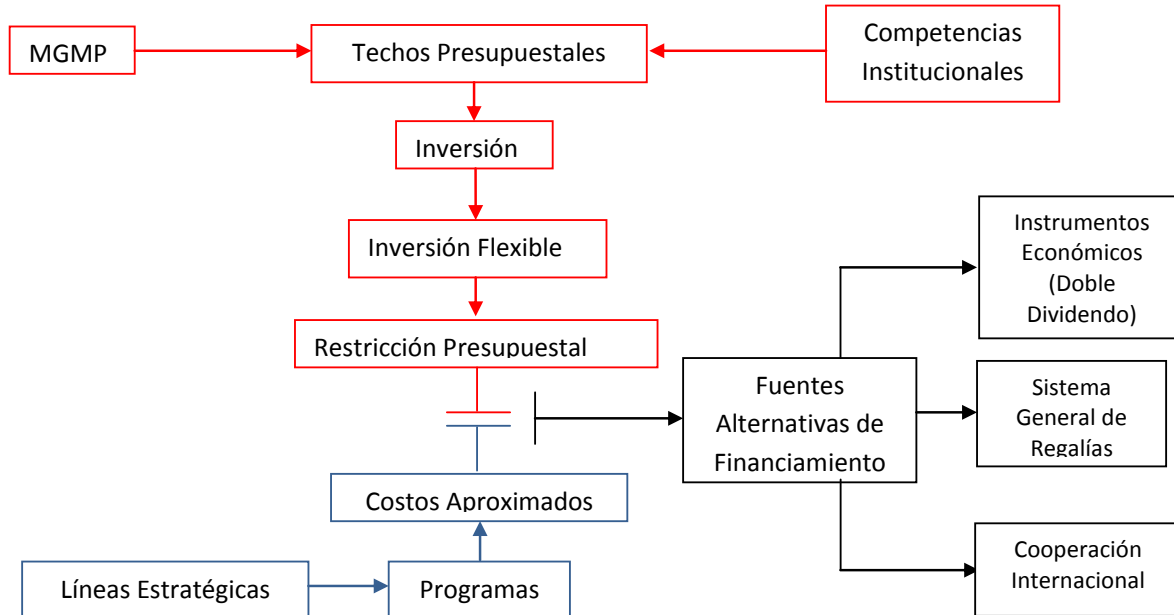 MGMP
Techos Presupuestales
Competencias
Institucionales
Inversión
Inversión Flexible
Restricción Presupuestal
Instrumentos
Económicos
(Doble
Dividendo)
Fuentes
Alternativas de
Financiamiento
Sistema
General de
Regalías
Costos Aproximados
Líneas Estratégicas
Programas
Cooperación
Internacional